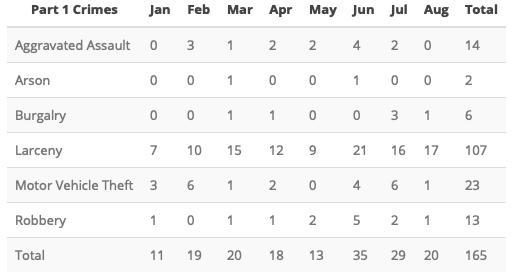 Part 1 Crimes Jan Feb Mar Apr May Jun Jul Aug Total
Aggravated Assault 0 3 1 2 2 4 2 0 14
Arson 0 0 1 0 0 1 0 0 2
Burgalry 0 0 1 1 0 0 3 1 6
Larceny 7 10 15 12 9 21 16 17 107
Motor Vehicle Theft 3 6 1 2 0 4 6 1 23
Robbery 1 0 1 1 2 5 2 1 13
Total 11 19 20 18 13 35 29 20 165